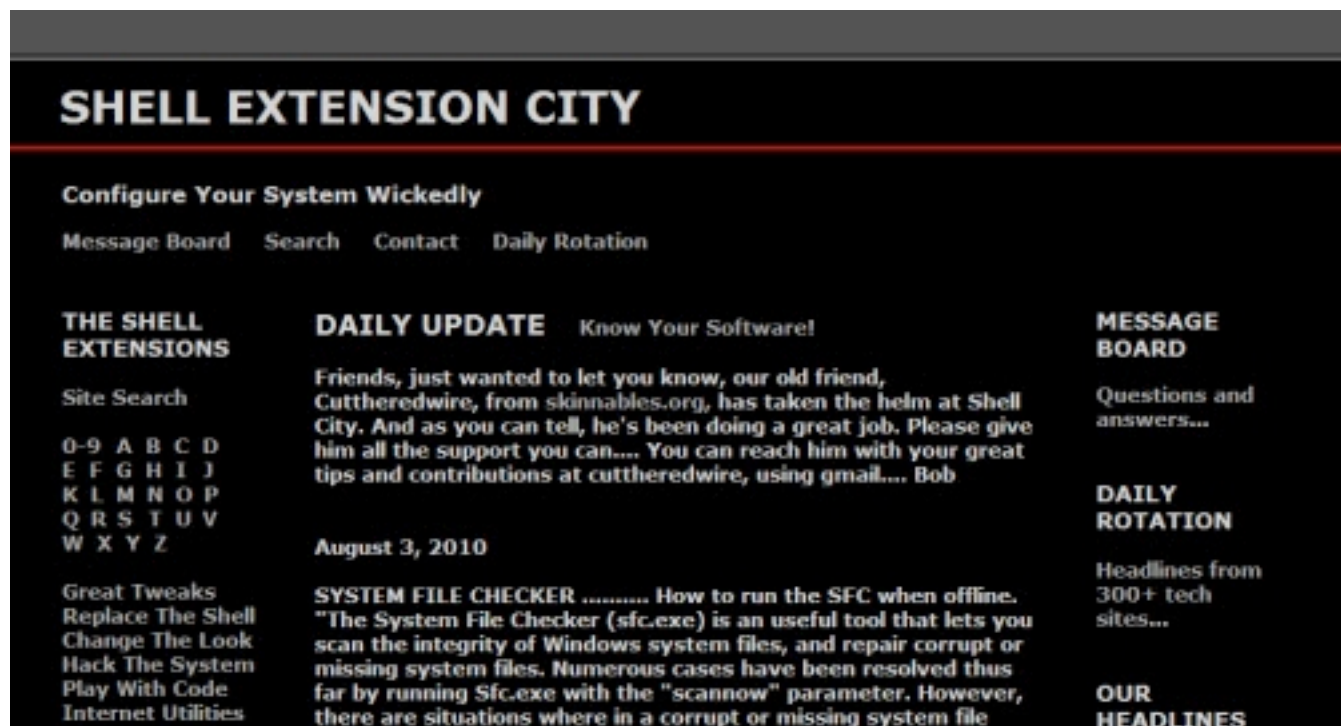 SHELL EXTENSION CITY
Configure Your System Wickedly
Message Board Search Contact Daily Rotation
THE SHELL
EXTENSIONS
Site Search
0-9 A B C D
E F G H I J
K L M N O P
Q R S T U V
W X Y Z
Great Tweaks
Replace The Shell
Change The Look
Hack The System
Play With Code
Internet Utilities
DAILY UPDATE Know Your Software!
Friends, just wanted to let you know, our old friend,
Cuttheredwire, from skinnables.org, has taken the helm at Shell
City. And as you can tell, he's been doing a great job. Please give
him all the support you can.... You can reach him with your great
tips and contributions at cuttheredwire, using gmail.... Bob
August 3, 2010
SYSTEM FILE CHECKER .......... How to run the SFC when offline.
"The System File Checker (sfc.exe) is an useful tool that lets you
scan the integrity of Windows system files, and repair corrupt or
missing system files. Numerous cases have been resolved thus
far by running Sfc.exe with the "scannow" parameter. However,
there are situations where in a corrupt or missing system file
MESSAGE
BOARD
Questions and
answers...
DAILY
ROTATION
Headlines from
300+ tech
sites...
OUR
HEADLINES